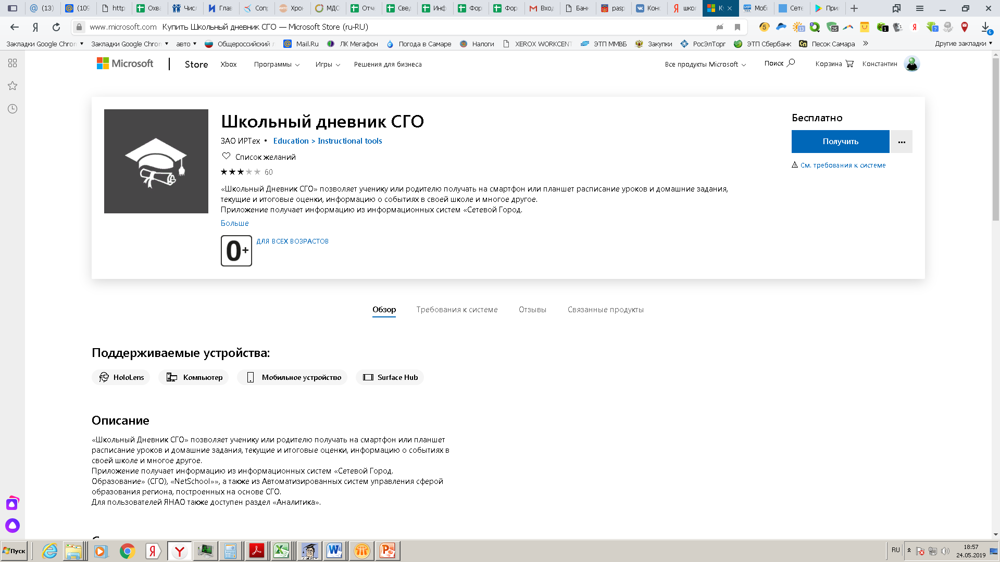 (13)
(109
http
Охва
Числ
Глав
Сопр
Хрон
МДС
Отче
Свед
Инф
Фор
Фор
Вход
Банк
разр
Конс
школ
Ку
Моби
Сете
При
www.microsoft.com Купить Школьный дневник СГО — Microsoft Store (ru-RU)
Закладки Google Chron
Закладки Google Chron
авто
Общероссийский
Mail.Ru
ЛК Мегафон
Погода в Самаре
Налоги
XEROX WORKCENT
ЭТП ММВБ
Закупки
РосЭлТорг
ЭТП Сбербанк
Песок Самара
»
Другие закладки
Microsoft
Store
Xbox
Программы
Игры
Решения для бизнеса
Все продукты Microsoft
Поиск
Корзина
Константин
Школьный дневник СГО
ЗАО ИРТех • Education > Instructional tools
Список желаний
★★★★★ 60
«Школьный Дневник СГО» позволяет ученику или родителю получать на смартфон или планшет расписание уроков и домашние задания,
текущие и итоговые оценки, информацию о событиях в своей школе и многое другое.
Приложение получает информацию из информационных систем «Сетевой Город.
Больше
0+
ДЛЯ ВСЕХ ВОЗРАСТОВ
Бесплатно
Получить
...
См. требования к системе
Обзор
Требования к системе
Отзывы
Связанные продукты
Поддерживаемые устройства:
HoloLens
Компьютер
Мобильное устройство
Surface Hub
Описание
«Школьный Дневник СГО» позволяет ученику или родителю получать на смартфон или планшет
расписание уроков и домашние задания, текущие и итоговые оценки, информацию о событиях в
своей школе и многое другое.
Приложение получает информацию из информационных систем «Сетевой Город.
Образование» (СГО), «NetSchool»», а также из Автоматизированных систем управления сферой
образования региона, построенных на основе СГО.
Для пользователей ЯНАО также доступен раздел «Аналитика».
Пуск
RU
18:57
24.05.2019